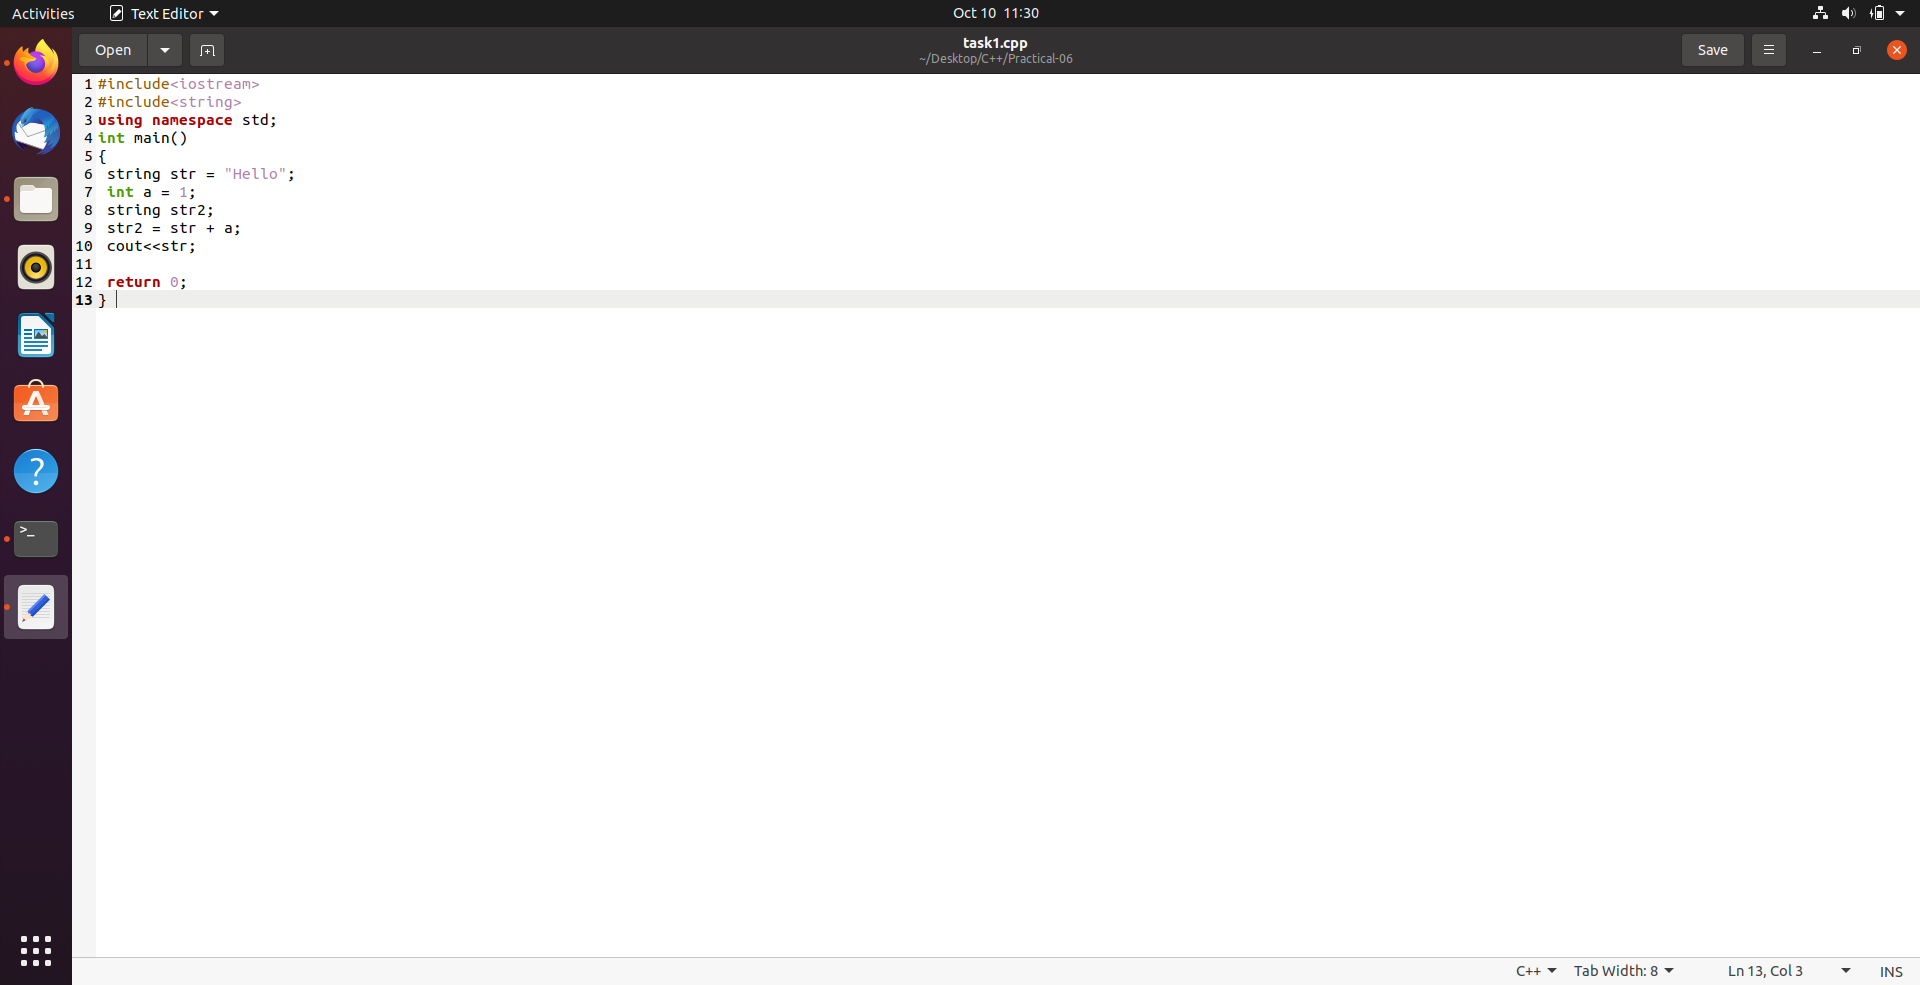 Activities Text Editor Oct 10 11:30
Open task1.cpp Save
~/Desktop/C++/Practical-06
1 #include<iostream>
2 #include<string>
3 using namespace std;
4 int main()
5 {
6  string str = "Hello";
7  int a = 1;
8  string str2;
9  str2 = str + a;
10  cout<<str;
11
12  return 0;
13 }
C++ Tab Width: 8 Ln 13, Col 3 INS